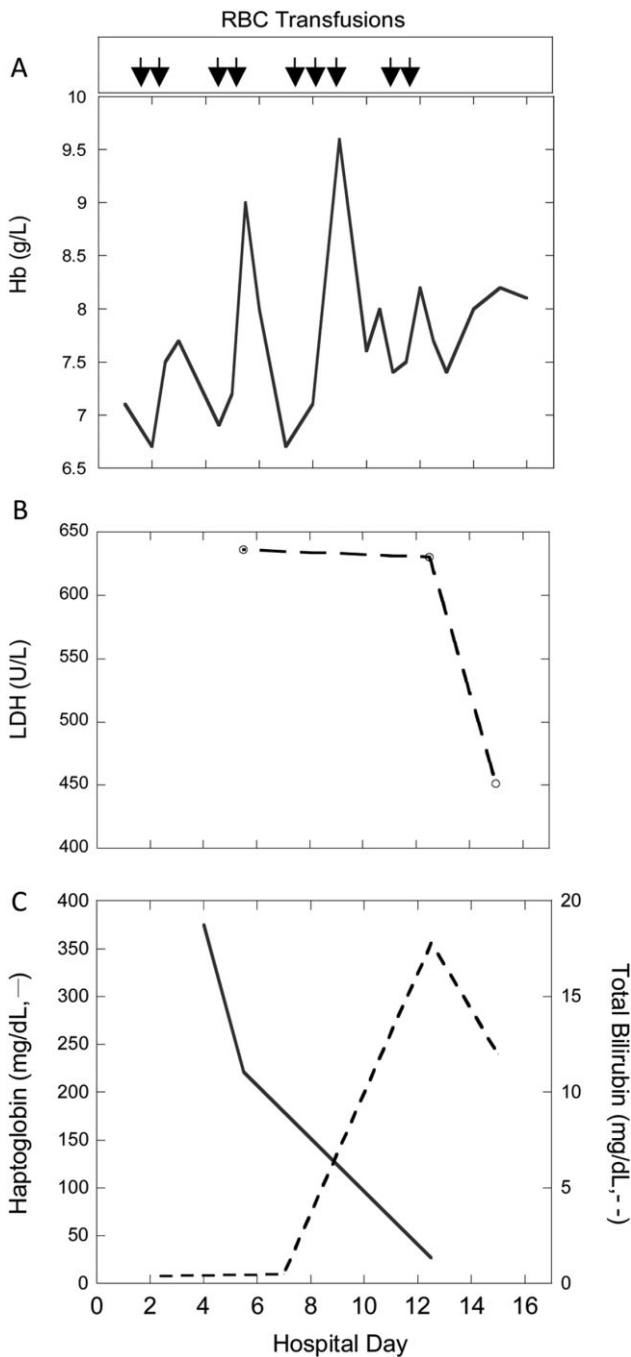 RBC Transfusions
A
10
9.5
9
8.5
8
7.5
7
6.5
Hb (g/L)
B
650
600
550
500
450
400
LDH (U/L)
C
400
350
300
250
200
150
100
50
0
Haptoglobin (mg/dL, —)
20
15
10
5
0
Total Bilirubin (mg/dL,- -)
0 2 4 6 8 10 12 14 16
Hospital Day